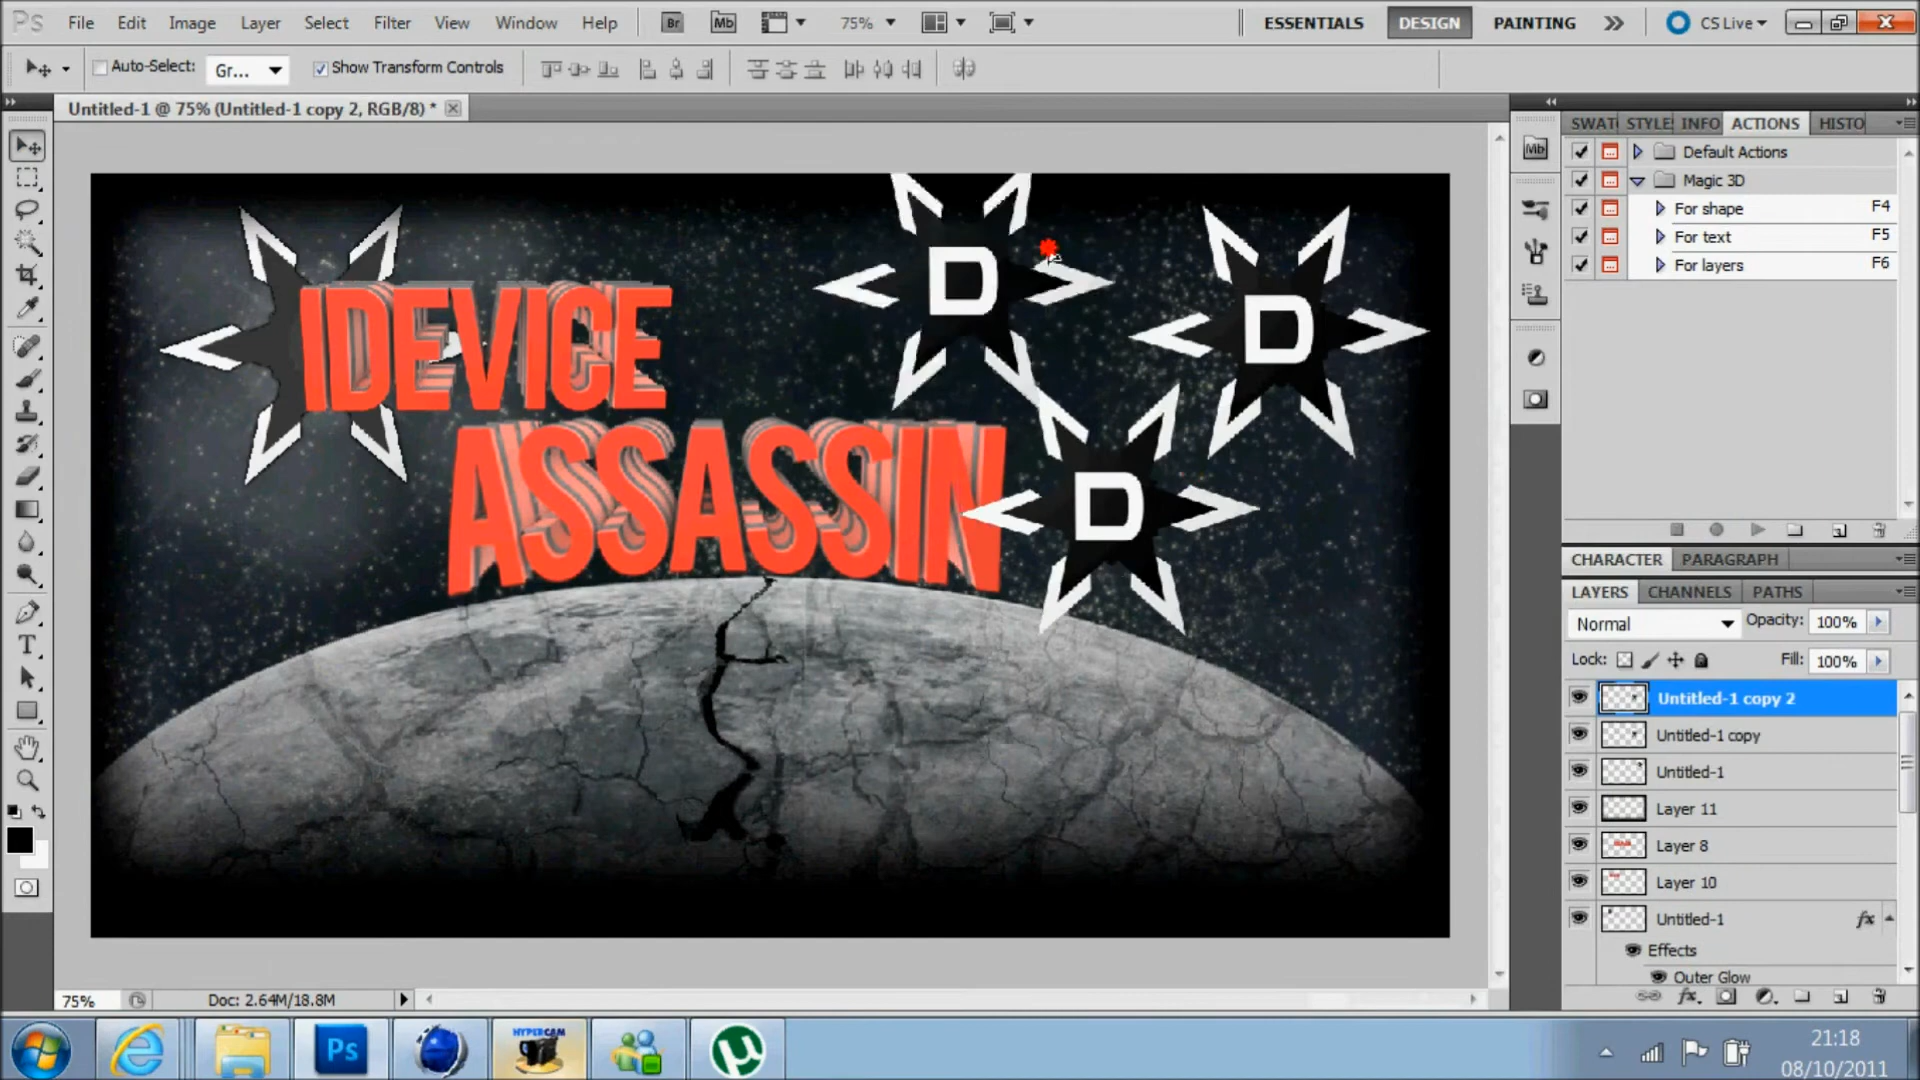 Ps File Edit Image Layer Select Filter View Window Help Br Mb 75% ESSENTIALS DESIGN PAINTING CS Live
Auto-Select: Gr... Show Transform Controls
Untitled-1 @ 75% (Untitled-1 copy 2, RGB/8) *
IDEVICE
ASSASSIN
D
D
D
75% Doc: 2.64M/18.8M
Mb
SWAT STYLE INFO ACTIONS HISTO
Default Actions
Magic 3D
For shape F4
For text F5
For layers F6
CHARACTER PARAGRAPH
LAYERS CHANNELS PATHS
Normal Opacity: 100%
Lock: Fill: 100%
Untitled-1 copy 2
Untitled-1 copy
Untitled-1
Layer 11
Layer 8
Layer 10
Untitled-1 fx
Effects
Outer Glow
fx.
Ps HYPERCAM µ
21:18
08/10/2011